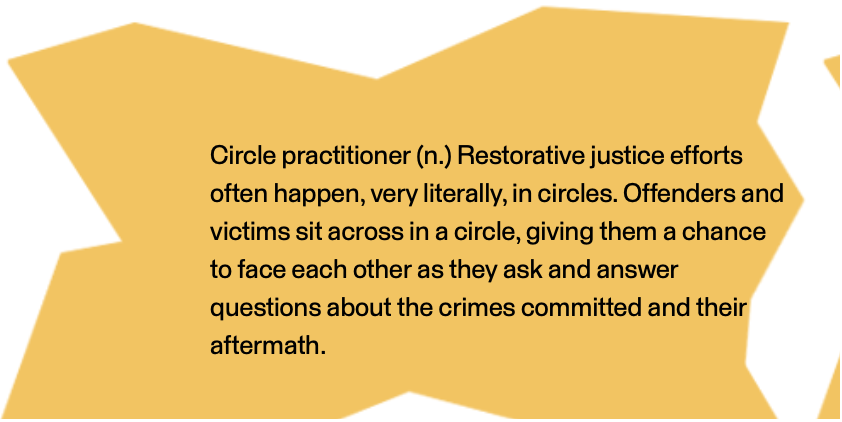 Circle practitioner (n.) Restorative justice efforts
often happen, very literally, in circles. Offenders and
victims sit across in a circle, giving them a chance
to face each other as they ask and answer
questions about the crimes committed and their
aftermath.